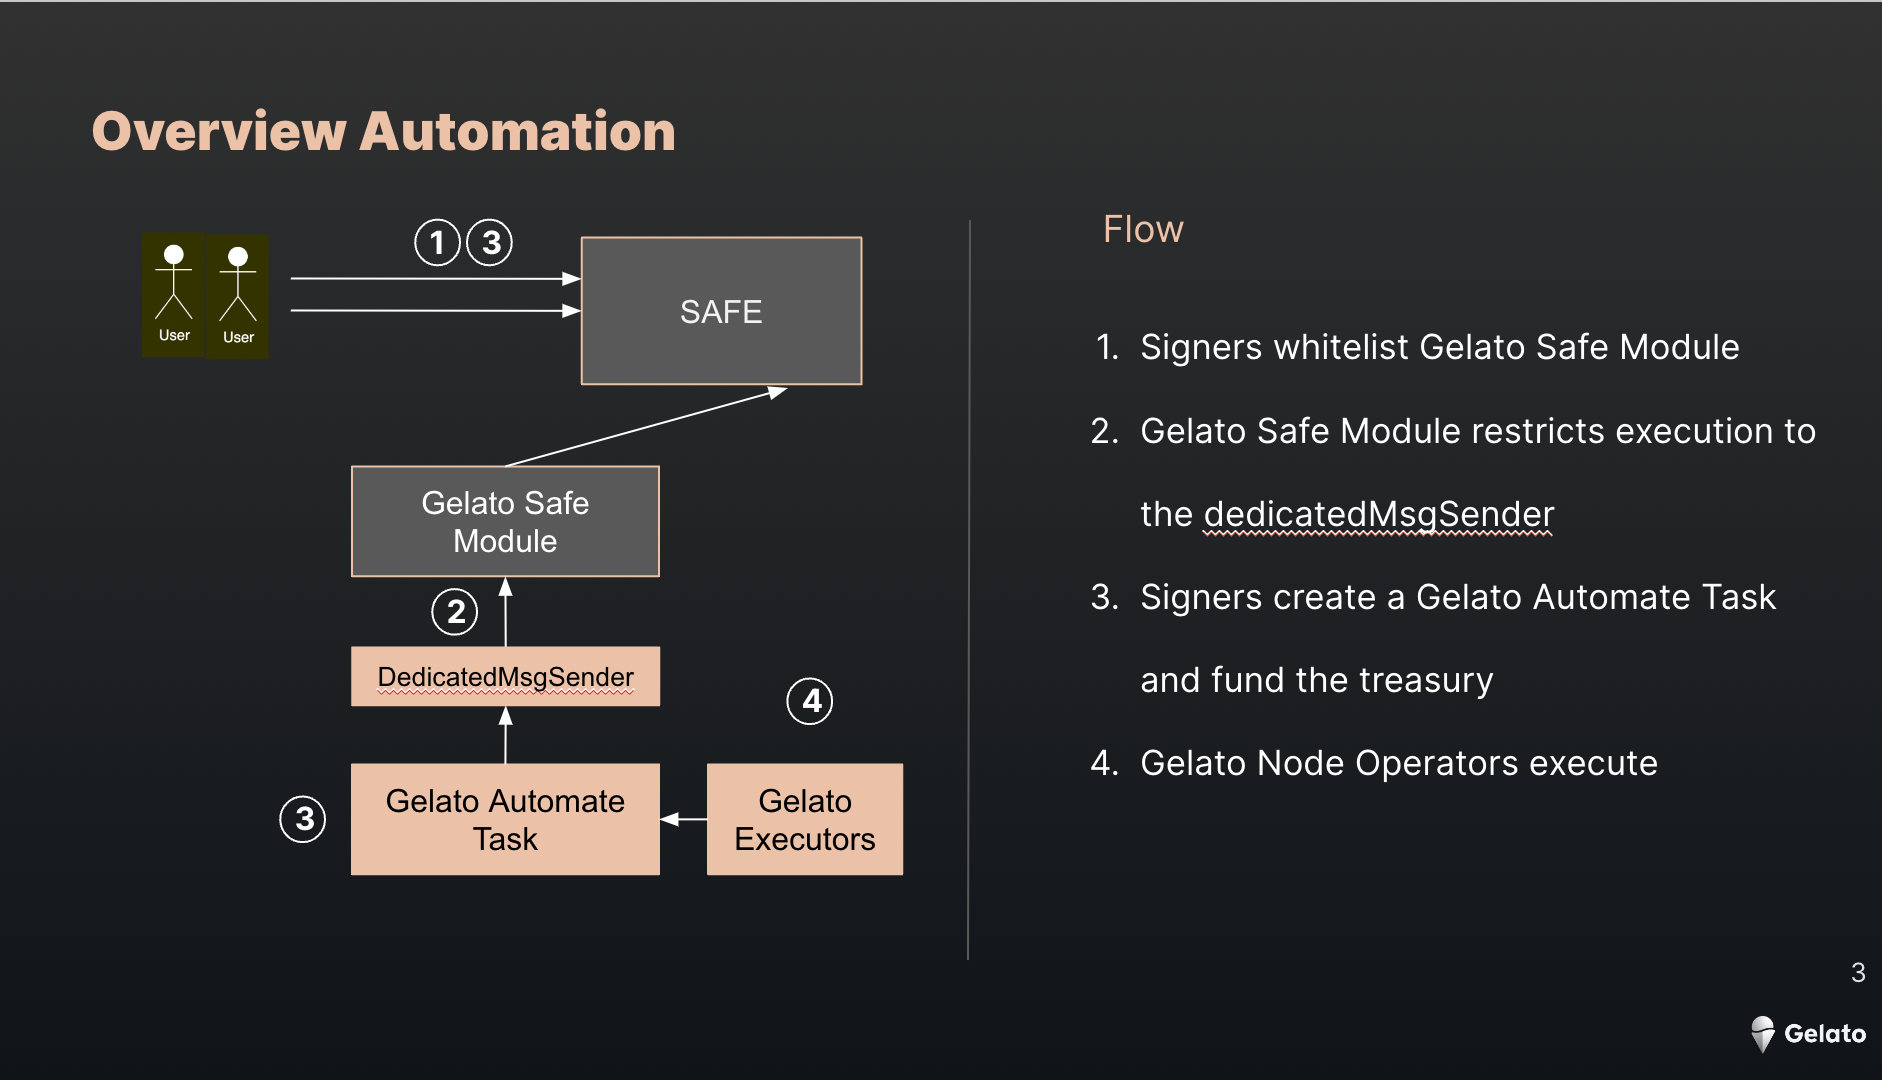 Overview Automation
1 3
User
User
SAFE
Gelato Safe
Module
2
DedicatedMsgSender
4
3
Gelato Automate
Task
Gelato
Executors
Flow
1. Signers whitelist Gelato Safe Module
2. Gelato Safe Module restricts execution to
the dedicatedMsgSender
3. Signers create a Gelato Automate Task
and fund the treasury
4. Gelato Node Operators execute
3
Gelato